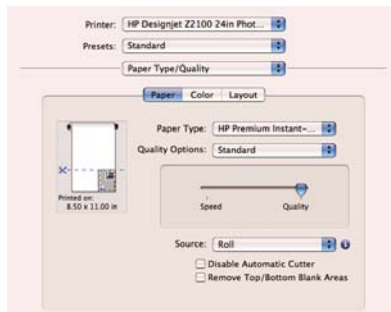 Printer: HP Designjet Z2100 24in Phot...
Presets: Standard
Paper Type/Quality
Paper Color Layout
Paper Type: HP Premium Instant-...
Quality Options: Standard
Printed on:
8.50 x 11.00 in
Speed Quality
Source: Roll
Disable Automatic Cutter
Remove Top/Bottom Blank Areas